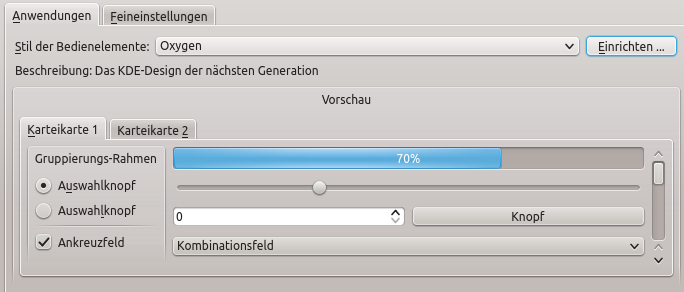 Anwendungen Feineinstellungen
Stil der Bedienelemente: Oxygen Einrichten ...
Beschreibung: Das KDE-Design der nächsten Generation
Vorschau
Karteikarte 1 Karteikarte 2
Gruppierungs-Rahmen 70%
Auswahlknopf
Auswahlknopf 0 Knopf
Ankreuzfeld Kombinationsfeld